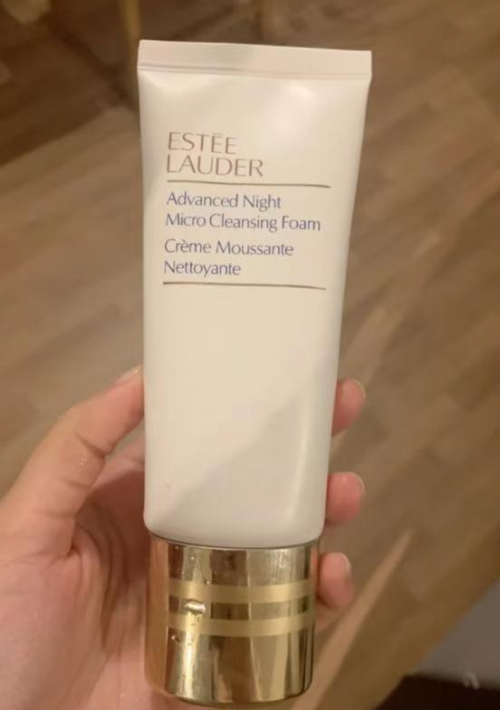 ESTĒE
LAUDER
Advanced Night
Micro Cleansing Foam
Crème Moussante
Nettoyante